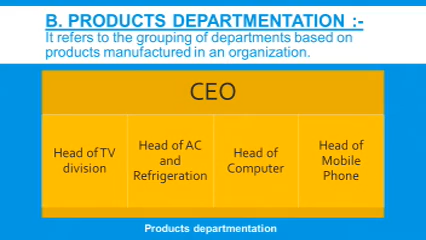 B. PRODUCTS DEPARTMENTATION :-
It refers to the grouping of departments based on
products manufactured in an organization.
CEO
Head of TV
division
Head of AC
and
Refrigeration
Head of
Computer
Head of
Mobile
Phone
Products departmentation